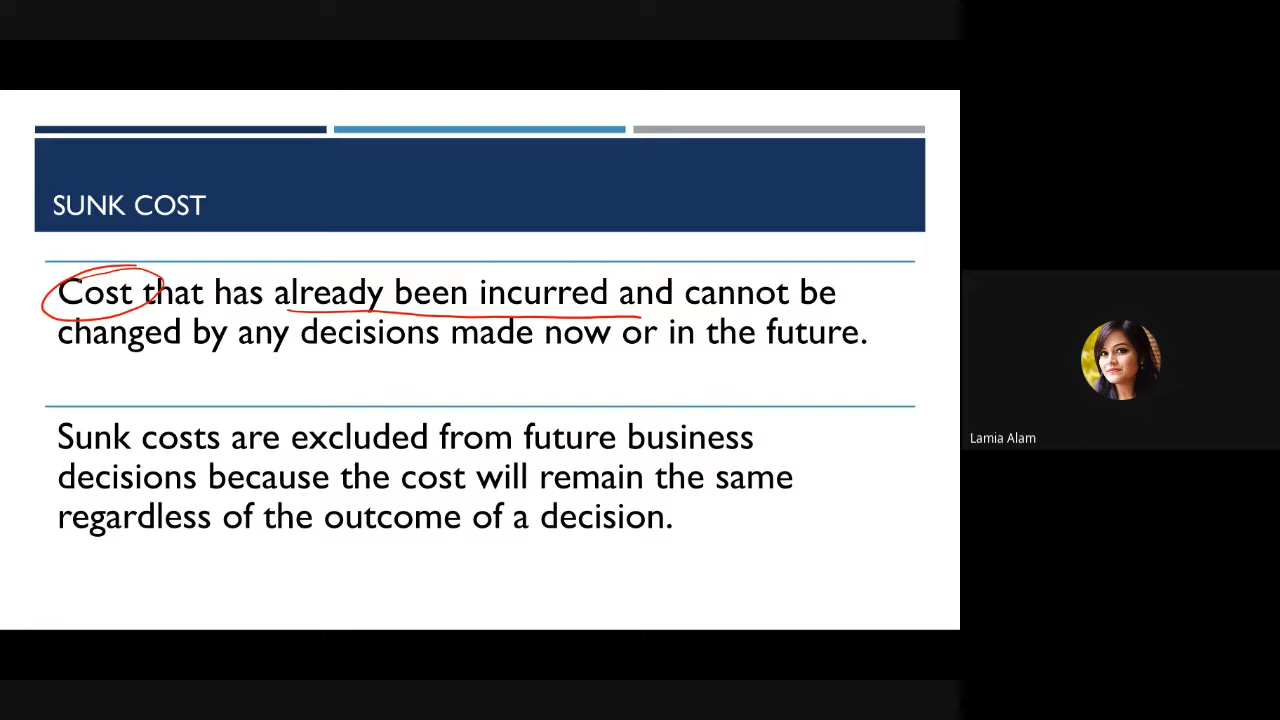 SUNK COST
Cost that has already been incurred and cannot be
changed by any decisions made now or in the future.
Sunk costs are excluded from future business
decisions because the cost will remain the same
regardless of the outcome of a decision.
Lamia Alam